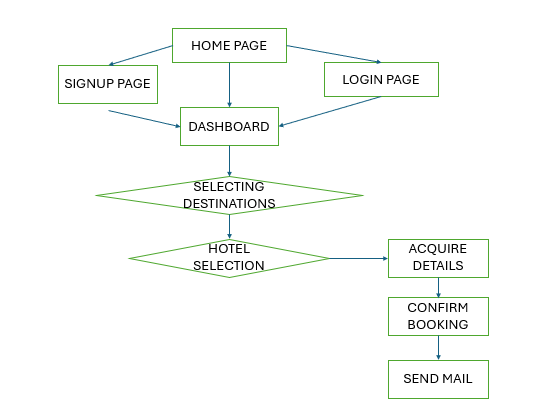 HOME PAGE
SIGNUP PAGE
LOGIN PAGE
DASHBOARD
SELECTING
DESTINATIONS
HOTEL
SELECTION
ACQUIRE
DETAILS
CONFIRM
BOOKING
SEND MAIL